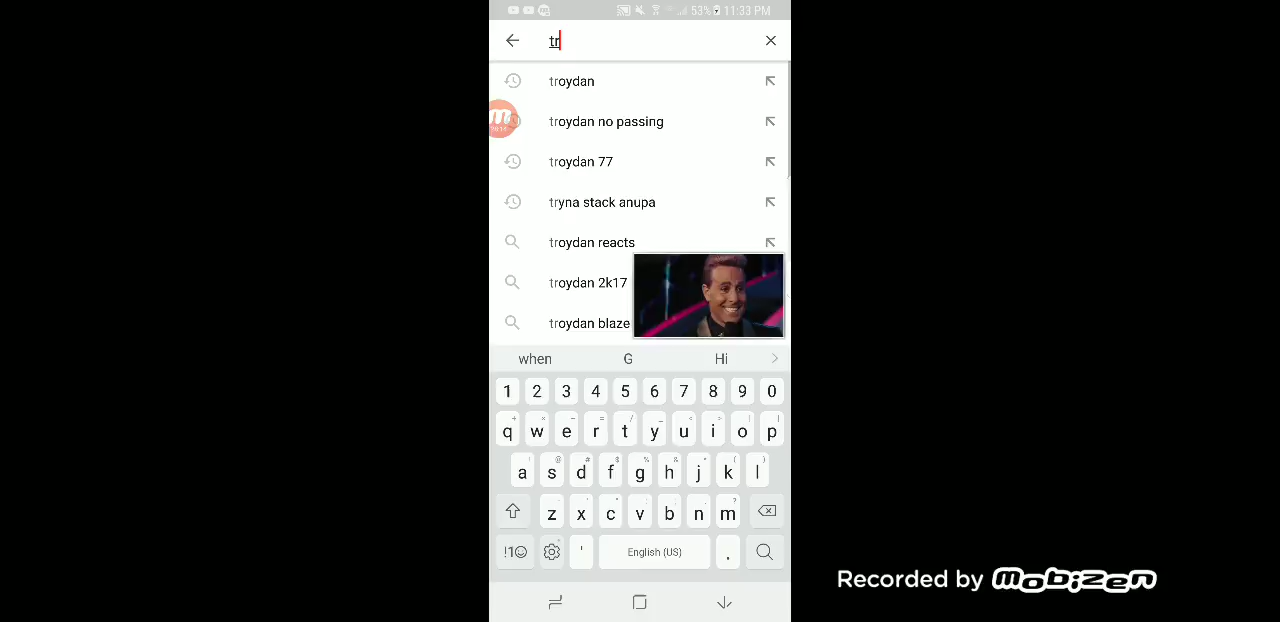 53% 11:33 PM
tr
troydan
troydan no passing
troydan 77
tryna stack anupa
troydan reacts
troydan 2k17
troydan blaze
when G Hi
1 2 3 4 5 6 7 8 9 0
q w e r t y u i o p
a s d f g h j k l
z x c v b n m
!1☺ ' English (US) .
Recorded by mobizen